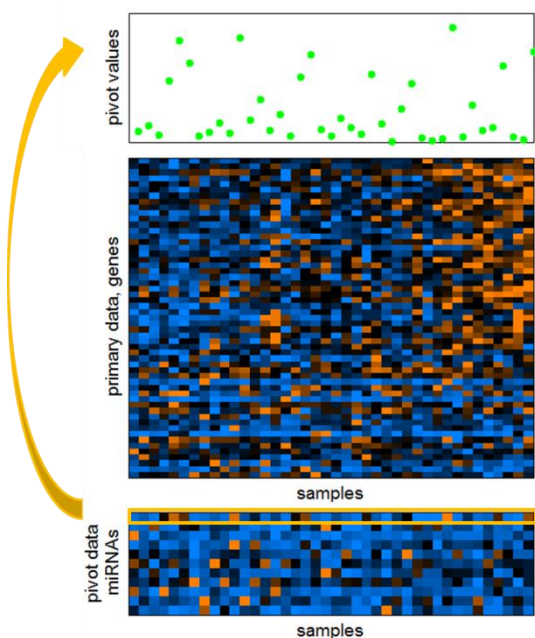 pivot values
primary data, genes
samples
pivot data
miRNAs
samples